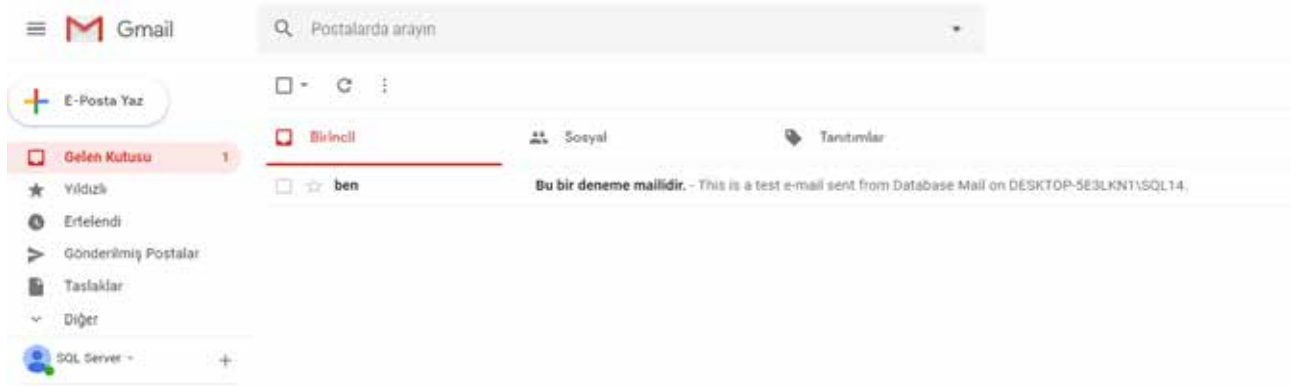 Gmail
Postalarda arayın
E-Posta Yaz
Birincil
Sosyal
Tanıtımlar
Gelen Kutusu 1
ben Bu bir deneme mailidir. - This is a test e-mail sent from Database Mail on DESKTOP-5E3LKN1\SQL14.
Yıldızlı
Ertelendi
Gönderilmiş Postalar
Taslaklar
Diğer
SQL Server